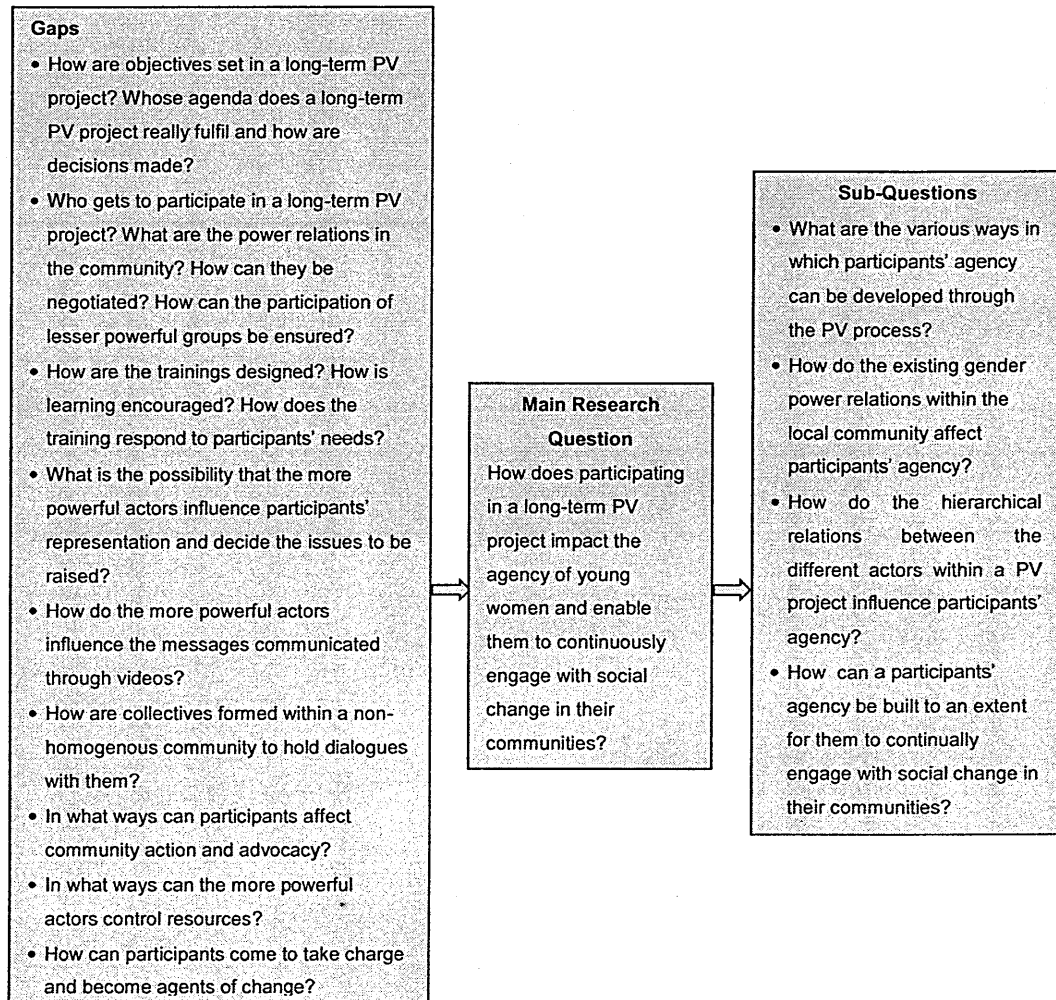 Gaps
• How are objectives set in a long-term PV
project? Whose agenda does a long-term
PV project really fulfil and how are
decisions made?
• Who gets to participate in a long-term PV
project? What are the power relations in
the community? How can they be
negotiated? How can the participation of
lesser powerful groups be ensured?
• How are the trainings designed? How is
learning encouraged? How does the
training respond to participants' needs?
• What is the possibility that the more
powerful actors influence participants'
representation and decide the issues to be
raised?
• How do the more powerful actors
influence the messages communicated
through videos?
• How are collectives formed within a non-
homogenous community to hold dialogues
with them?
• In what ways can participants affect
community action and advocacy?
• In what ways can the more powerful
actors control resources?
• How can participants come to take charge
and become agents of change?
Main Research
Question
How does participating
in a long-term PV
project impact the
agency of young
women and enable
them to continuously
engage with social
change in their
communities?
Sub-Questions
• What are the various ways in
which participants' agency
can be developed through
the PV process?
• How do the existing gender
power relations within the
local community affect
participants' agency?
• How do the hierarchical
relations between the
different actors within a PV
project influence participants'
agency?
• How can a participants'
agency be built to an extent
for them to continually
engage with social change in
their communities?